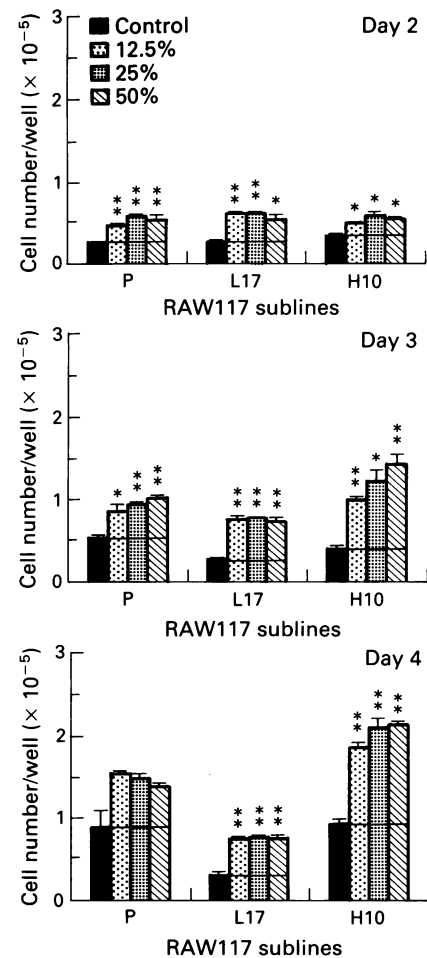 Control
12.5%
25%
50%
Day 2
Cell number/well (× 10⁻⁵)
3
2
1
0
** ** **
** ** *
* * *
P L17 H10
RAW117 sublines
Day 3
Cell number/well (× 10⁻⁵)
3
2
1
0
* ** **
** ** **
** * **
P L17 H10
RAW117 sublines
Day 4
Cell number/well (× 10⁻⁵)
3
2
1
0
** ** **
** ** **
P L17 H10
RAW117 sublines